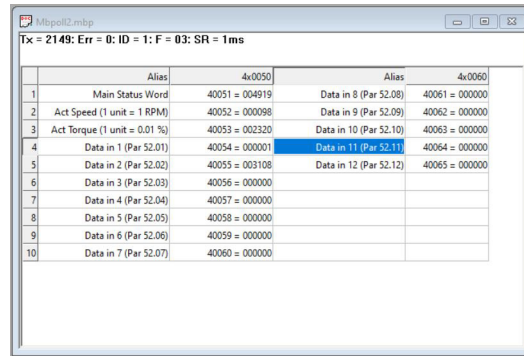 Mbpoll2.mbp
Tx = 2149: Err = 0: ID = 1: F = 03: SR = 1ms
Alias 4x0050 Alias 4x0060
1 Main Status Word 40051 = 004919 Data in 8 (Par 52.08) 40061 = 000000
2 Act Speed (1 unit = 1 RPM) 40052 = 000098 Data in 9 (Par 52.09) 40062 = 000000
3 Act Torque (1 unit = 0.01 %) 40053 = 002320 Data in 10 (Par 52.10) 40063 = 000000
4 Data in 1 (Par 52.01) 40054 = 000001 Data in 11 (Par 52.11) 40064 = 000000
5 Data in 2 (Par 52.02) 40055 = 003108 Data in 12 (Par 52.12) 40065 = 000000
6 Data in 3 (Par 52.03) 40056 = 000000
7 Data in 4 (Par 52.04) 40057 = 000000
8 Data in 5 (Par 52.05) 40058 = 000000
9 Data in 6 (Par 52.06) 40059 = 000000
10 Data in 7 (Par 52.07) 40060 = 000000